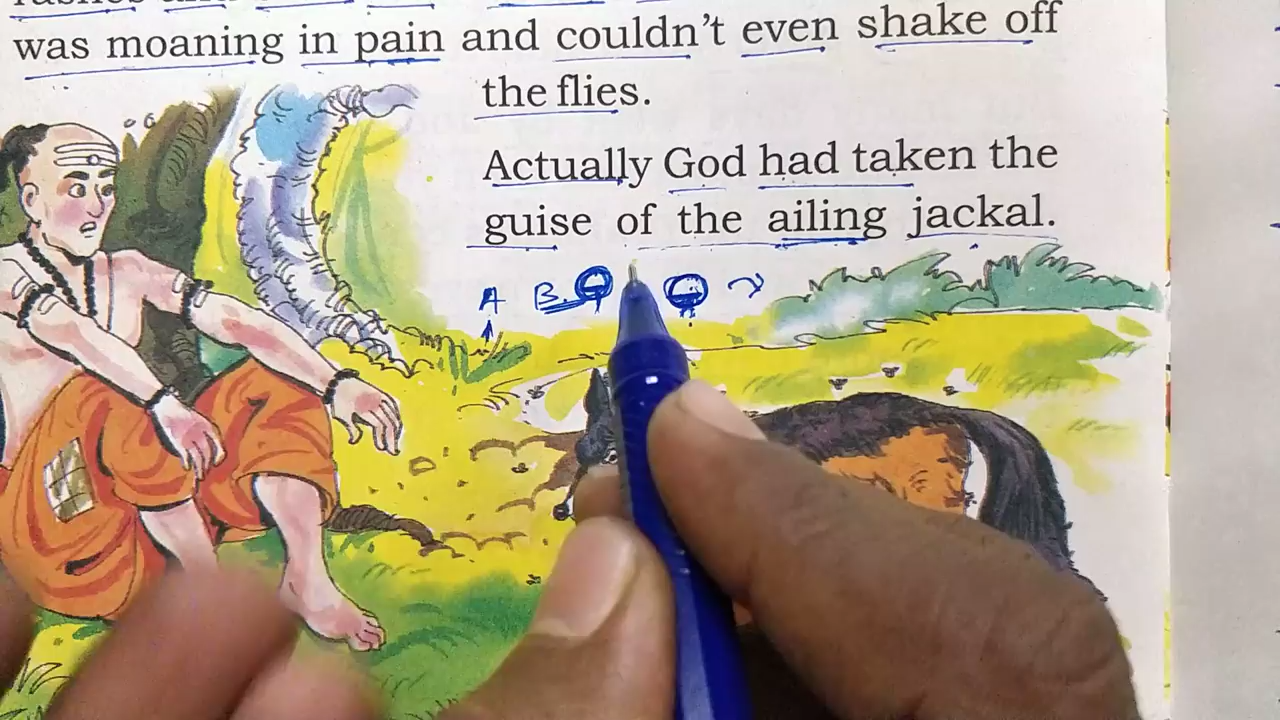 was moaning in pain and couldn't even shake off
the flies.
Actually God had taken the
guise of the ailing jackal.
A B.